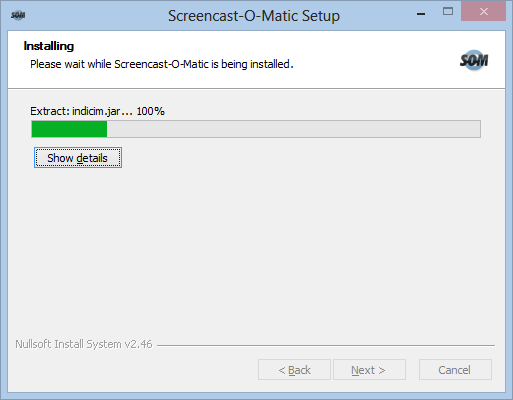 SOM
Screencast-O-Matic Setup
Installing
Please wait while Screencast-O-Matic is being installed.
SOM
Extract: indicim.jar... 100%
Show details
Nullsoft Install System v2.46
< Back
Next >
Cancel